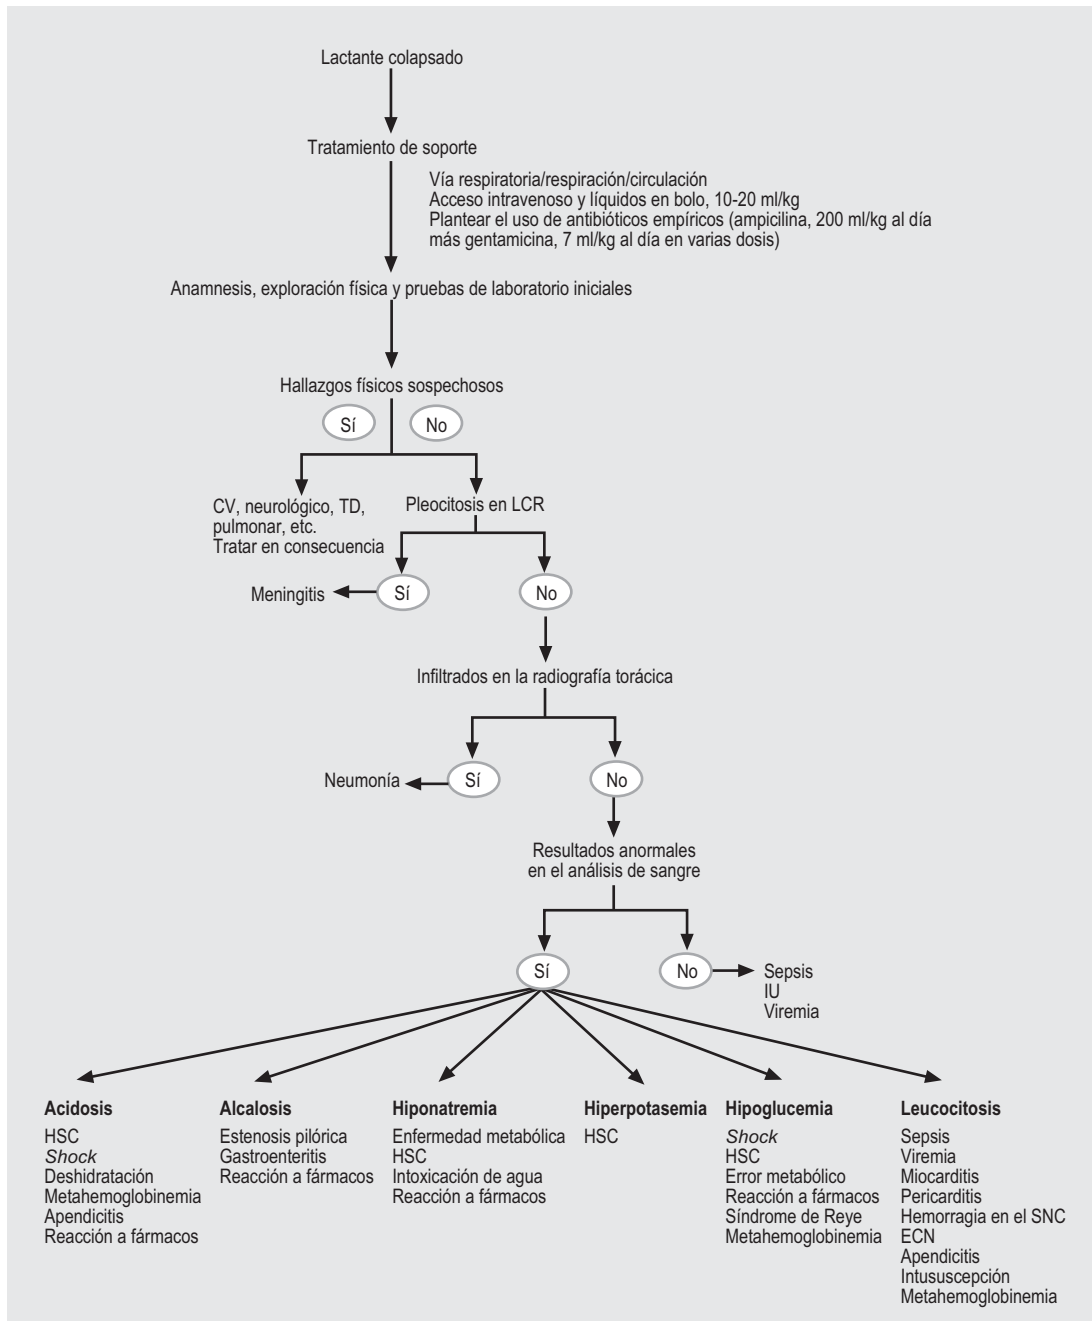 Lactante colapsado
Tratamiento de soporte
Vía respiratoria/respiración/circulación
Acceso intravenoso y líquidos en bolo, 10-20 ml/kg
Plantear el uso de antibióticos empíricos (ampicilina, 200 ml/kg al día
más gentamicina, 7 ml/kg al día en varias dosis)
Anamnesis, exploración física y pruebas de laboratorio iniciales
Hallazgos físicos sospechosos
Sí
No
CV, neurológico, TD,
pulmonar, etc.
Tratar en consecuencia
Pleocitosis en LCR
Meningitis
Sí
No
Infiltrados en la radiografía torácica
Neumonía
Sí
No
Resultados anormales
en el análisis de sangre
Sí
No
Sepsis
IU
Viremia
Acidosis
HSC
Shock
Deshidratación
Metahemoglobinemia
Apendicitis
Reacción a fármacos
Alcalosis
Estenosis pilórica
Gastroenteritis
Reacción a fármacos
Hiponatremia
Enfermedad metabólica
HSC
Intoxicación de agua
Reacción a fármacos
Hiperpotasemia
HSC
Hipoglucemia
Shock
HSC
Error metabólico
Reacción a fármacos
Síndrome de Reye
Metahemoglobinemia
Leucocitosis
Sepsis
Viremia
Miocarditis
Pericarditis
Hemorragia en el SNC
ECN
Apendicitis
Intususcepción
Metahemoglobinemia